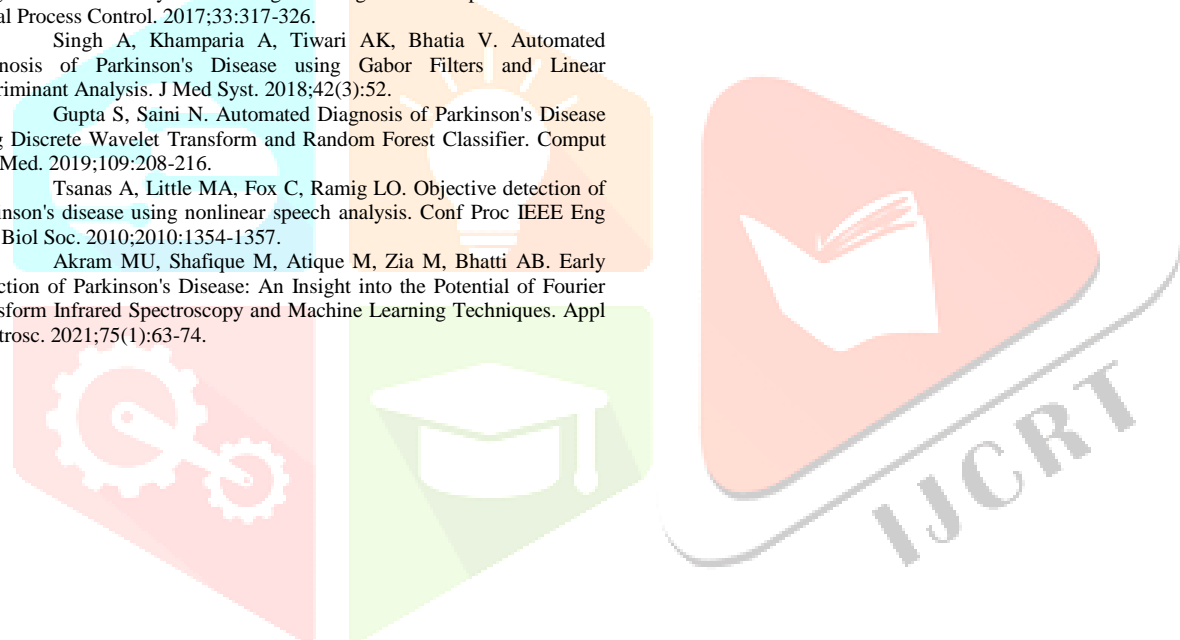 al Process Control. 2017;33:317-326.
Singh A, Khamparia A, Tiwari AK, Bhatia V. Automated
nosis of Parkinson's Disease using Gabor Filters and Linear
riminant Analysis. J Med Syst. 2018;42(3):52.
Gupta S, Saini N. Automated Diagnosis of Parkinson's Disease
g Discrete Wavelet Transform and Random Forest Classifier. Comput
Med. 2019;109:208-216.
Tsanas A, Little MA, Fox C, Ramig LO. Objective detection of
inson's disease using nonlinear speech analysis. Conf Proc IEEE Eng
Biol Soc. 2010;2010:1354-1357.
Akram MU, Shafique M, Atique M, Zia M, Bhatti AB. Early
ction of Parkinson's Disease: An Insight into the Potential of Fourier
sform Infrared Spectroscopy and Machine Learning Techniques. Appl
trosc. 2021;75(1):63-74.
IJCRT